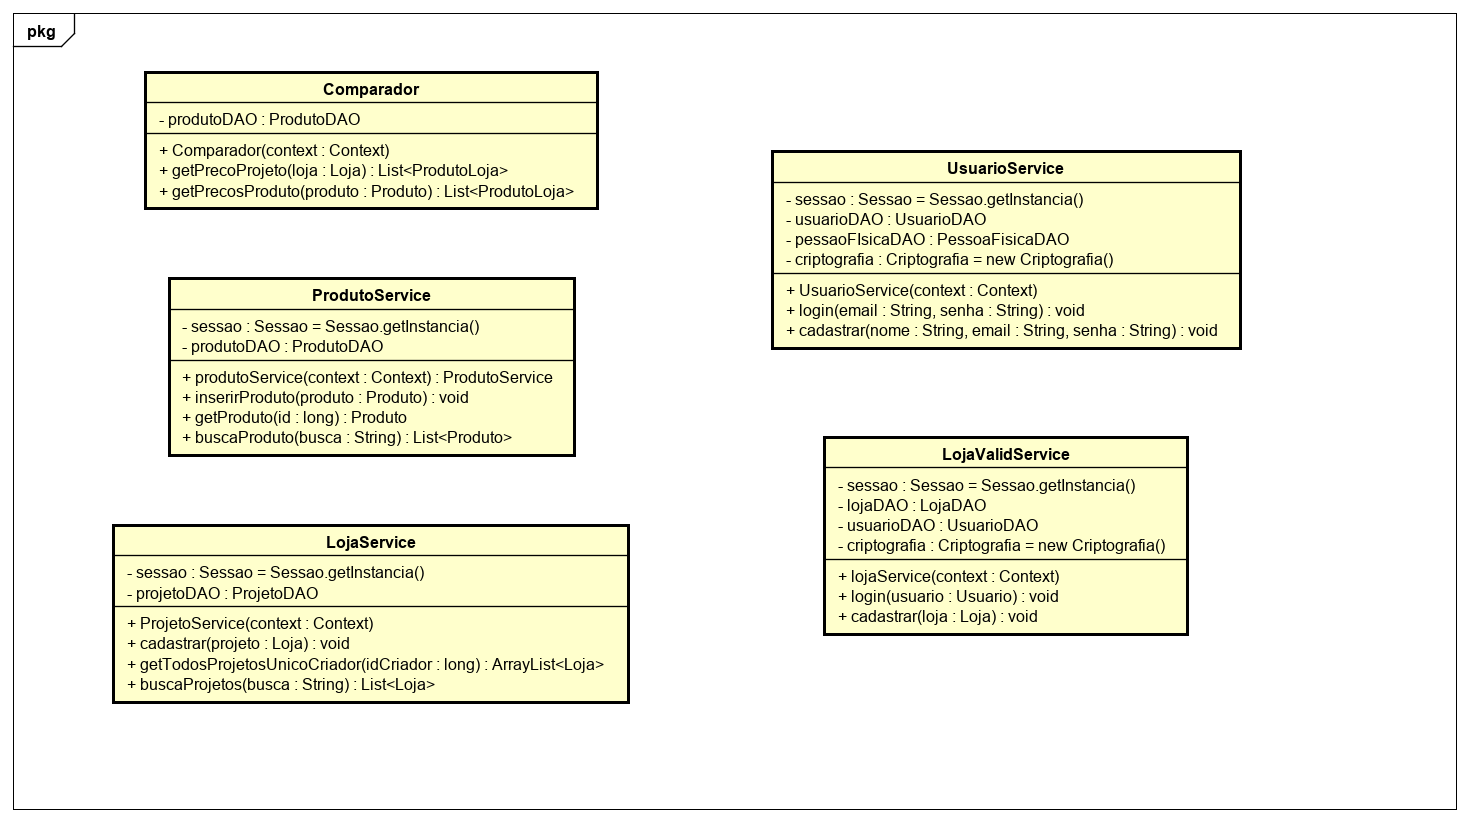 pkg
Comparador
- produtoDAO : ProdutoDAO
+ Comparador(context : Context)
+ getPrecoProjeto(loja : Loja) : List<ProdutoLoja>
+ getPrecosProduto(produto : Produto) : List<ProdutoLoja>
ProdutoService
- sessao : Sessao = Sessao.getInstancia()
- produtoDAO : ProdutoDAO
+ produtoService(context : Context) : ProdutoService
+ inserirProduto(produto : Produto) : void
+ getProduto(id : long) : Produto
+ buscaProduto(busca : String) : List<Produto>
LojaService
- sessao : Sessao = Sessao.getInstancia()
- projetoDAO : ProjetoDAO
+ ProjetoService(context : Context)
+ cadastrar(projeto : Loja) : void
+ getTodosProjetosUnicoCriador(idCriador : long) : ArrayList<Loja>
+ buscaProjetos(busca : String) : List<Loja>
UsuarioService
- sessao : Sessao = Sessao.getInstancia()
- usuarioDAO : UsuarioDAO
- pessaoFIsicaDAO : PessoaFisicaDAO
- criptografia : Criptografia = new Criptografia()
+ UsuarioService(context : Context)
+ login(email : String, senha : String) : void
+ cadastrar(nome : String, email : String, senha : String) : void
LojaValidService
- sessao : Sessao = Sessao.getInstancia()
- lojaDAO : LojaDAO
- usuarioDAO : UsuarioDAO
- criptografia : Criptografia = new Criptografia()
+ lojaService(context : Context)
+ login(usuario : Usuario) : void
+ cadastrar(loja : Loja) : void